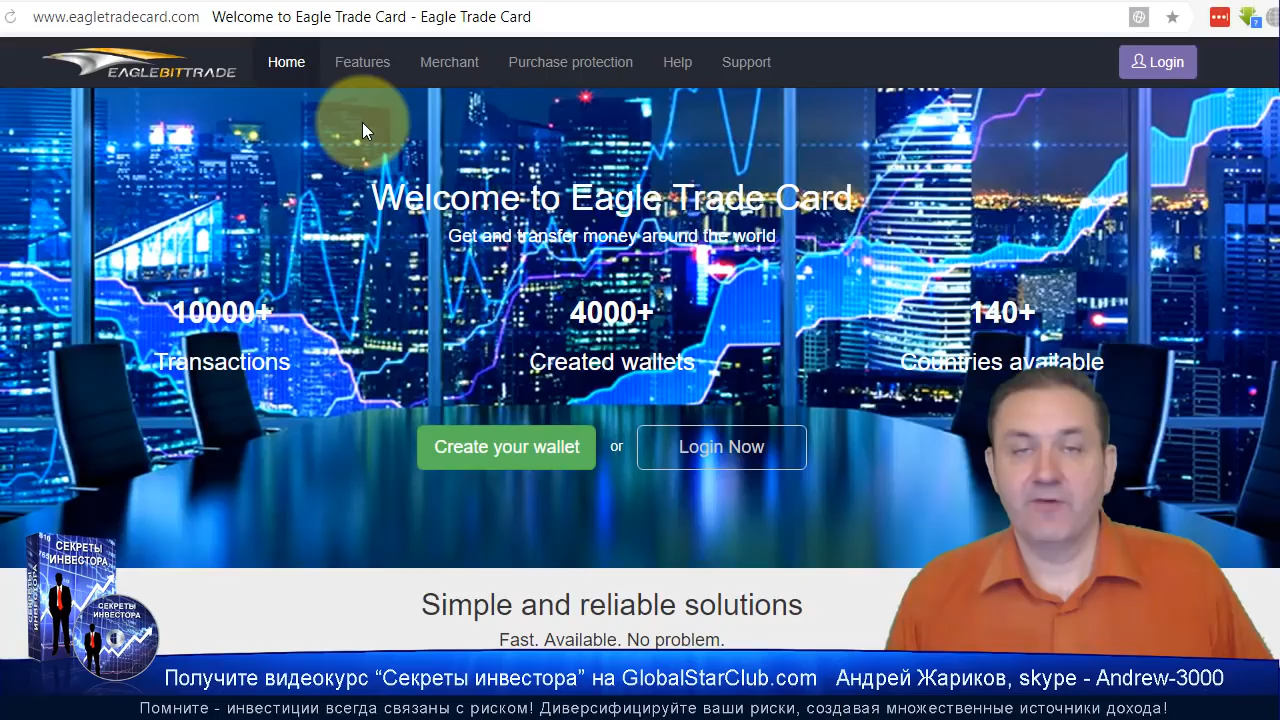 www.eagletradecard.com Welcome to Eagle Trade Card - Eagle Trade Card
EAGLEBITTRADE
Home Features Merchant Purchase protection Help Support Login
Welcome to Eagle Trade Card
Get and transfer money around the world
10000+ 4000+ 140+
Transactions Created wallets Countries available
Create your wallet or Login Now
Simple and reliable solutions
Fast. Available. No problem.
СЕКРЕТЫ
ИНВЕСТОРА
СЕКРЕТЫ ИНВЕСТОРА
СЕКРЕТЫ
ИНВЕСТОРА
Получите видеокурс “Секреты инвестора” на GlobalStarClub.com Андрей Жариков, skype - Andrew-3000
Помните - инвестиции всегда связаны с риском! Диверсифицируйте ваши риски, создавая множественные источники дохода!